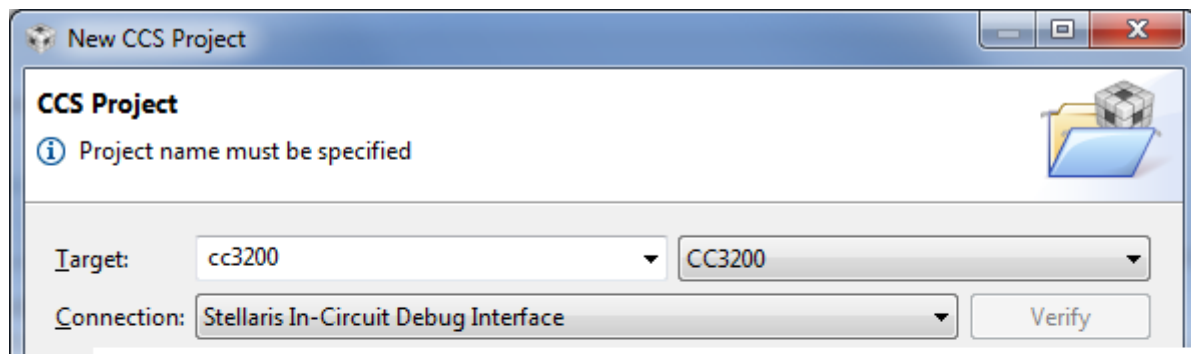 New CCS Project
CCS Project
Project name must be specified
Target: cc3200 CC3200
Connection: Stellaris In-Circuit Debug Interface Verify